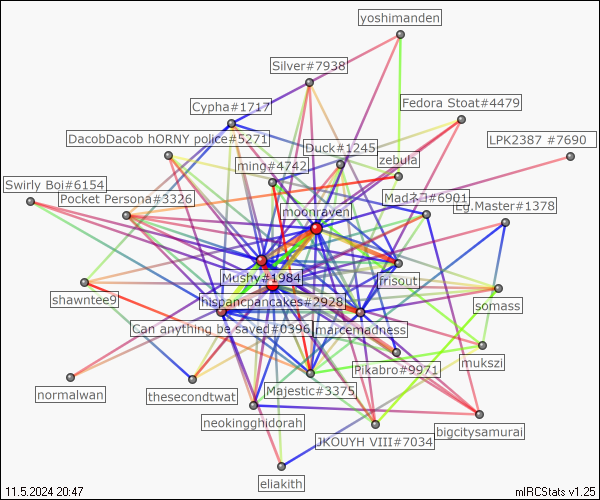 yoshimanden
Silver#7938
Cypha#1717
Fedora Stoat#4479
DacobDacob hORNY police#5271
Duck#1245
LPK2387 #7690
ming#4742
zebula
Swirly Boi#6154
Pocket Persona#3326
Madネコ#6901
Lg.Master#1378
moonraven
Mushy#1984
frisout
shawntee9
hispancpancakes#2928
somass
Can anything be saved#0396
marcemadness
mukszi
Pikabro#9971
normalwan
thesecondtwat
Majestic#3375
neokingghidorah
JKOUYH VIII#7034
bigcitysamurai
eliakith
11.5.2024 20:47
mIRCStats v1.25